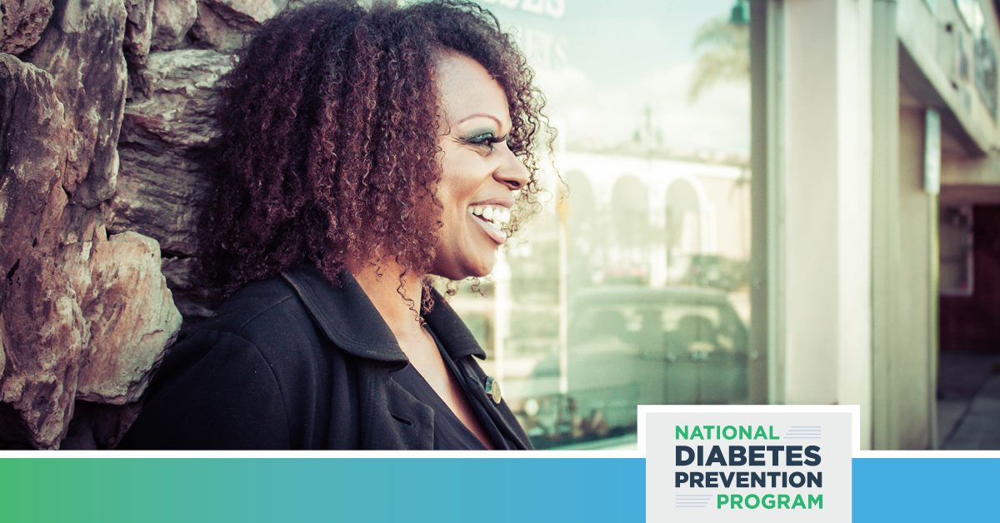 NATIONAL
DIABETES
PREVENTION
PROGRAM